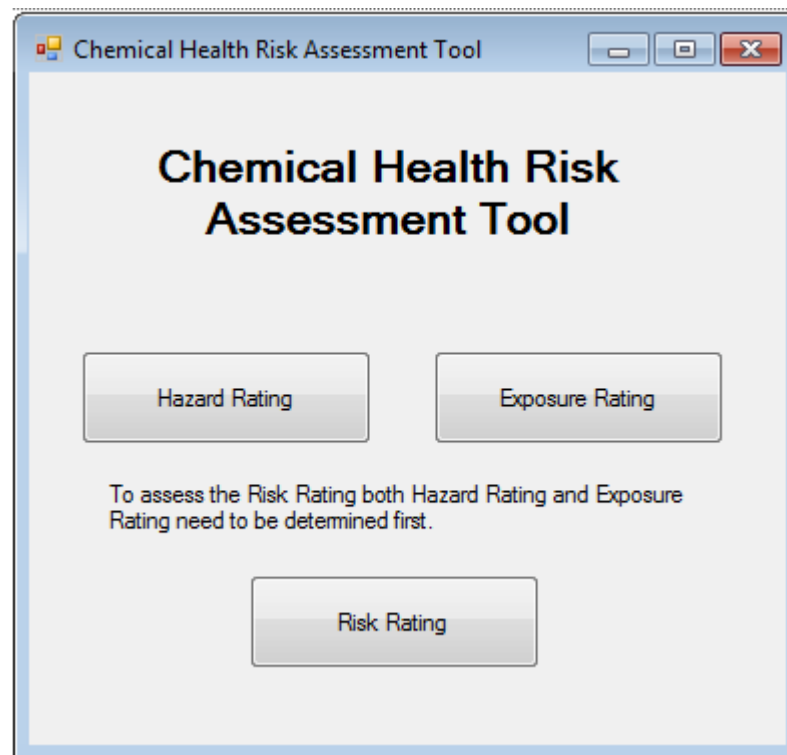 Chemical Health Risk Assessment Tool
Chemical Health Risk
Assessment Tool
Hazard Rating
Exposure Rating
To assess the Risk Rating both Hazard Rating and Exposure
Rating need to be determined first.
Risk Rating